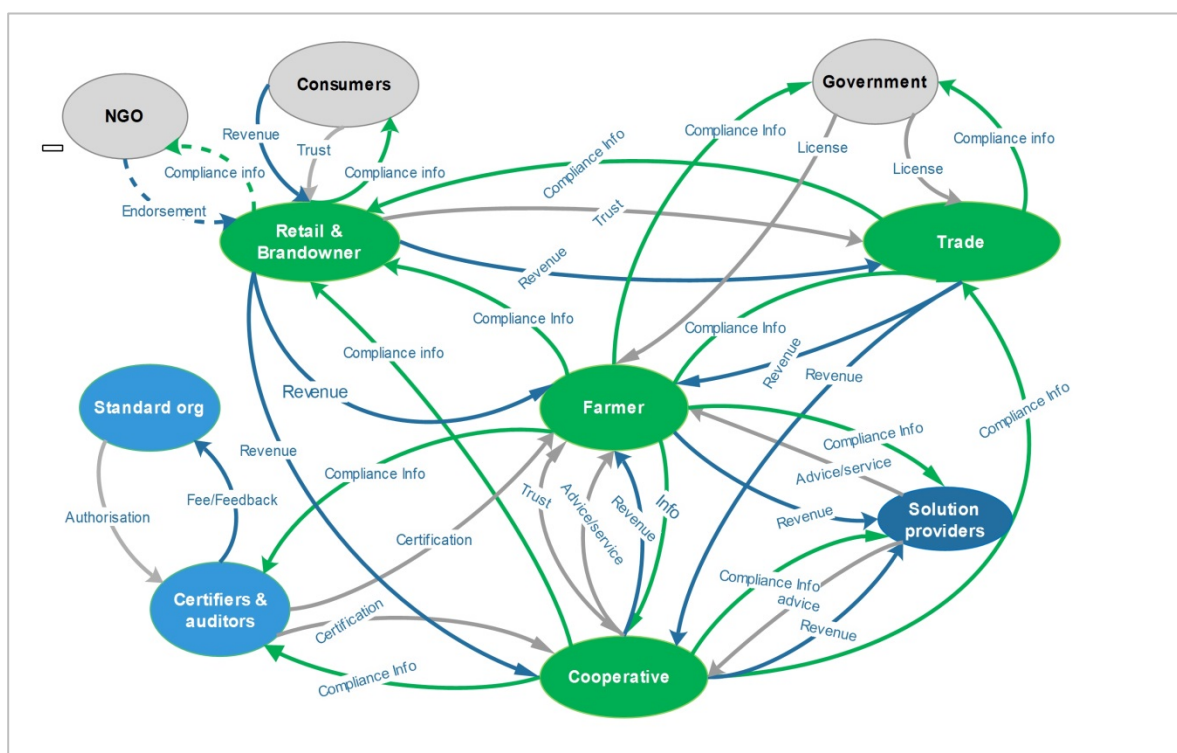 Consumers
Government
NGO
Revenue
Trust
Compliance info
Compliance info
Endorsement
Compliance Info
Compliance Info
License
License
Compliance info
Retail &
Brandowner
Trust
Revenue
Trade
Compliance Info
Compliance Info
Compliance info
Revenue
Revenue
Revenue
Standard org
Farmer
Revenue
Compliance Info
Compliance Info
Compliance Info
Advice/service
Fee/Feedback
Authorisation
Trust
Advice/service
Revenue
Info
Revenue
Solution
providers
Certification
Certifiers &
auditors
Certification
Compliance Info
advice
Revenue
Compliance Info
Cooperative